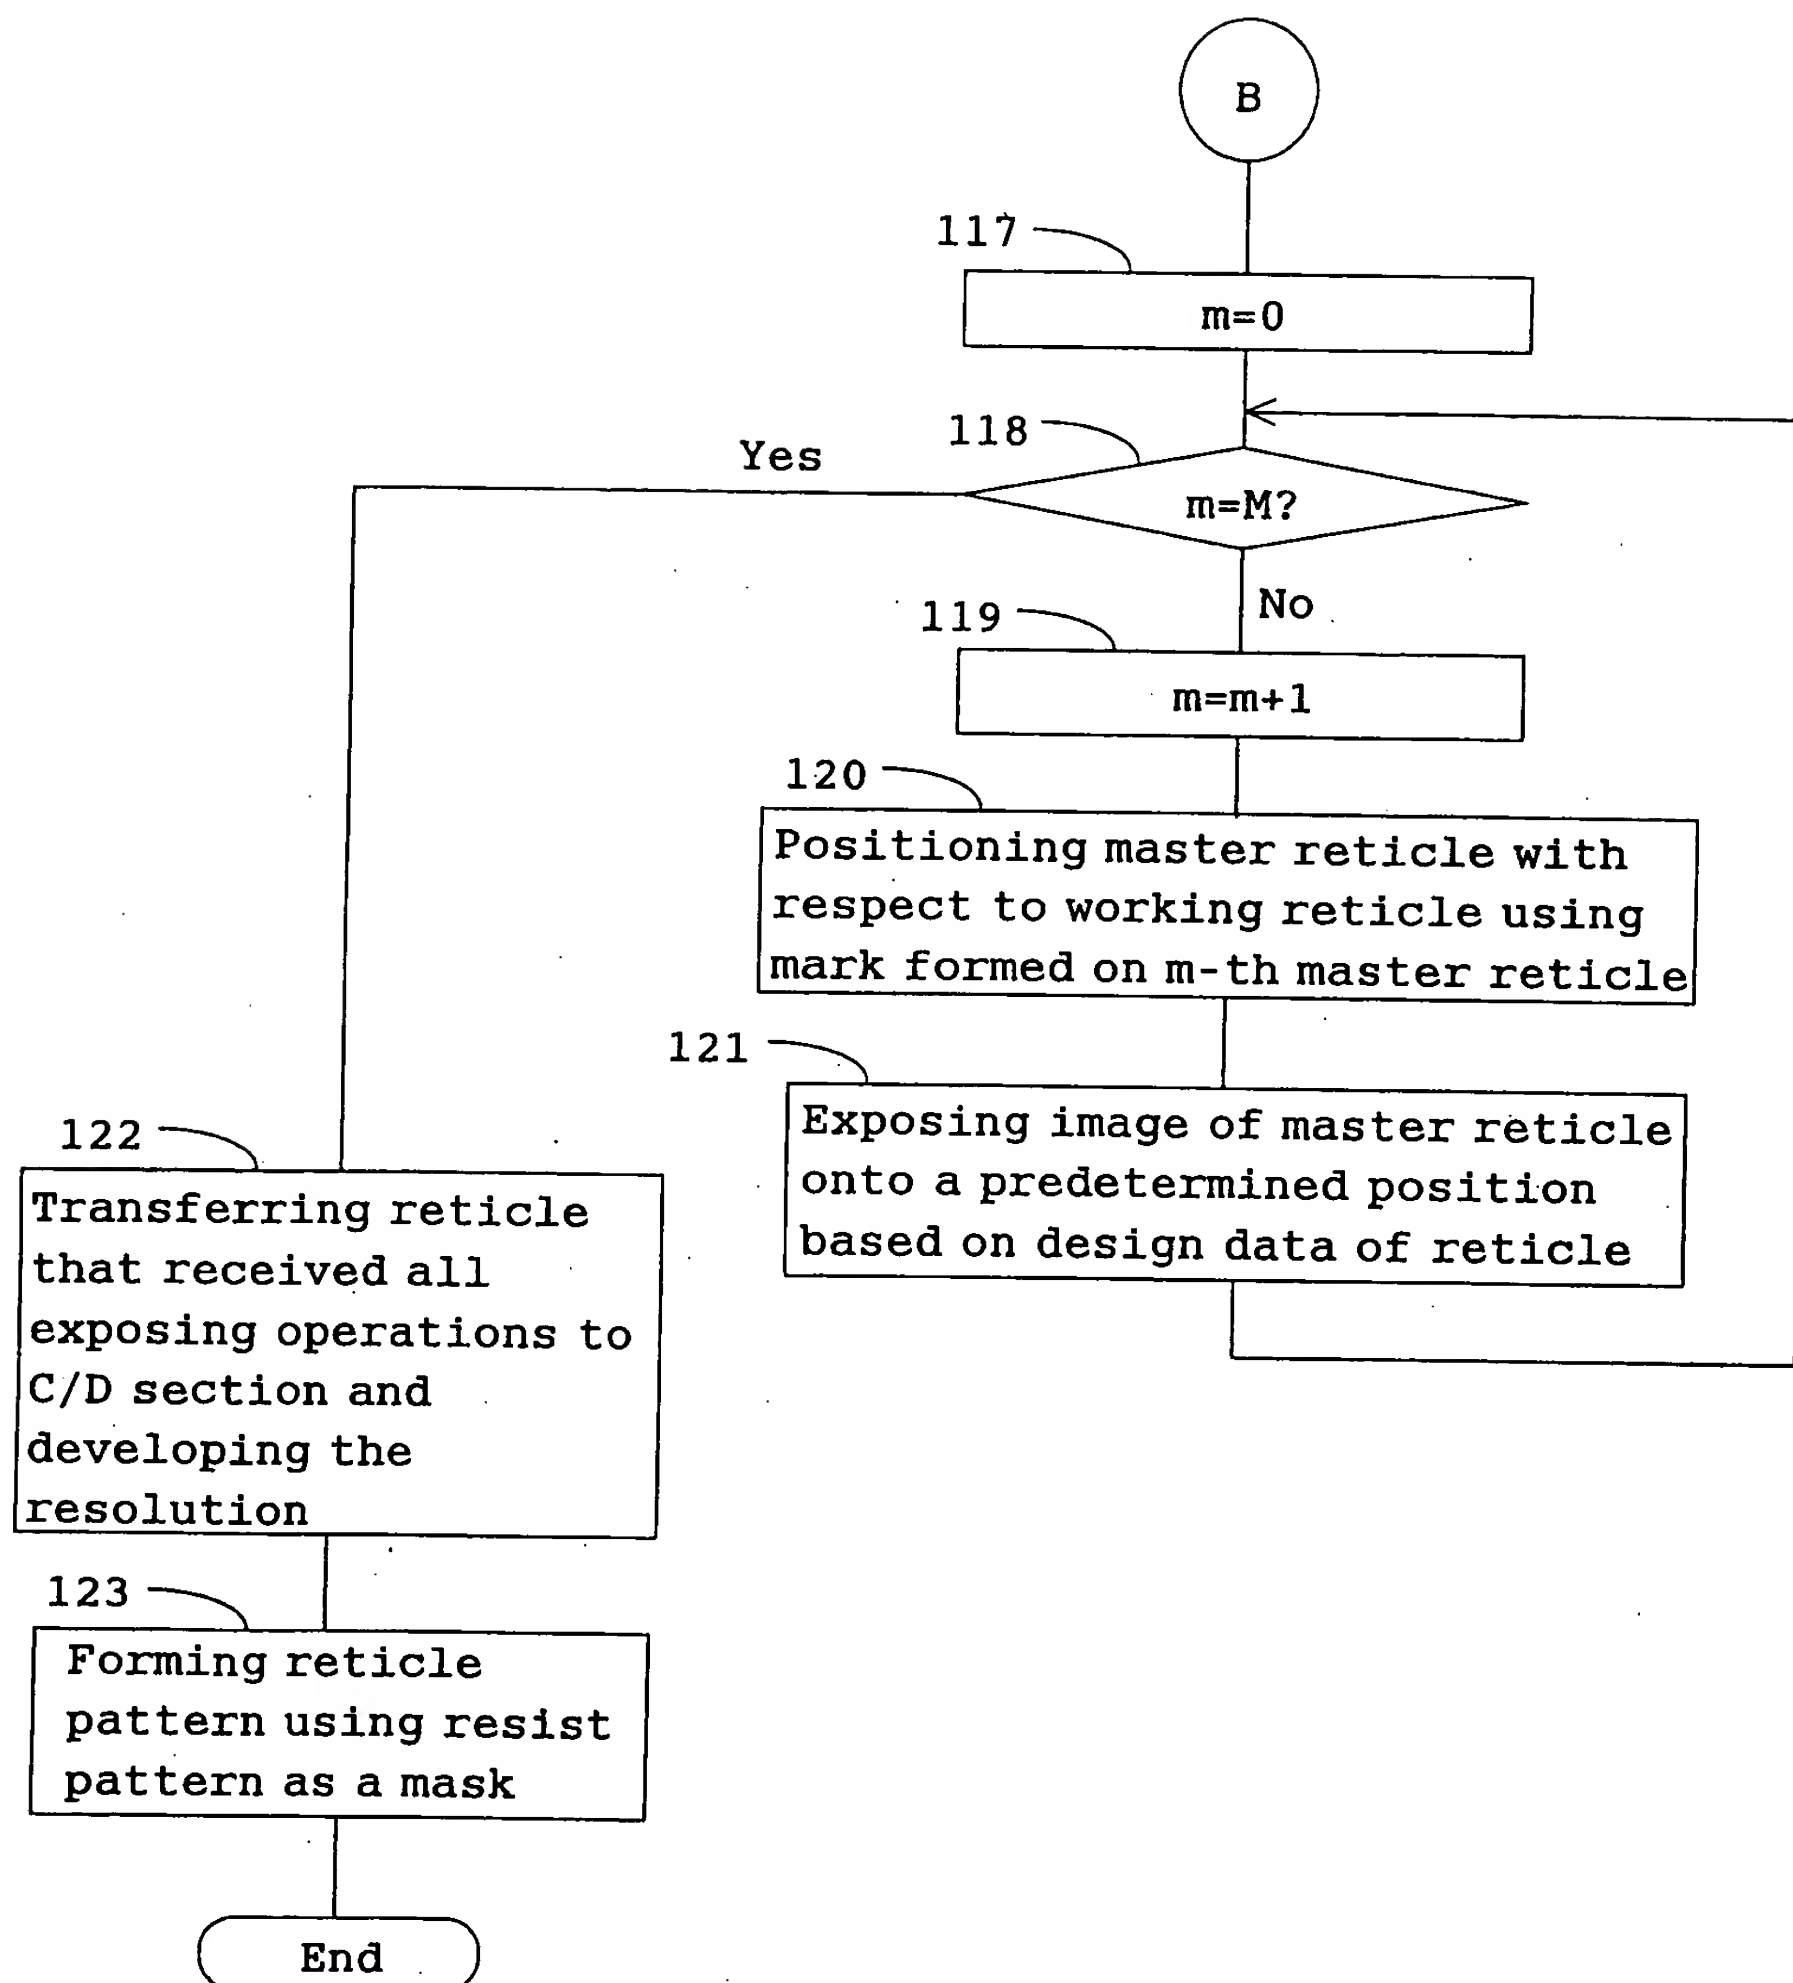 B
117
m=0
118
Yes
m=M?
No
119
m=m+1
120
Positioning master reticle with
respect to working reticle using
mark formed on m-th master reticle
121
Exposing image of master reticle
onto a predetermined position
based on design data of reticle
122
Transferring reticle
that received all
exposing operations to
C/D section and
developing the
resolution
123
Forming reticle
pattern using resist
pattern as a mask
End